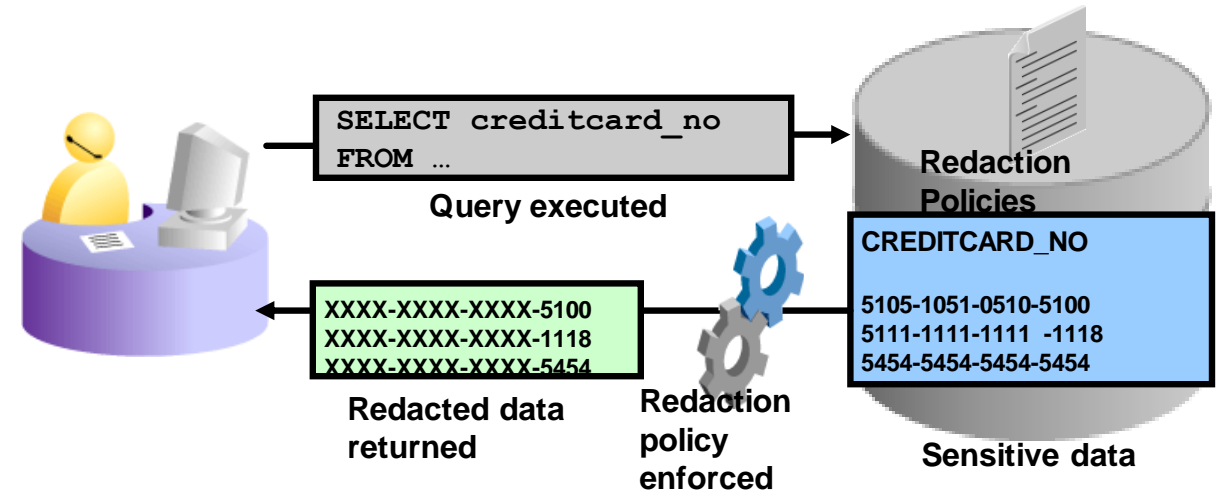 SELECT creditcard_no
FROM …
Query executed
Redaction
Policies
CREDITCARD_NO
5105-1051-0510-5100
5111-1111-1111 -1118
5454-5454-5454-5454
Sensitive data
Redaction
policy
enforced
XXXX-XXXX-XXXX-5100
XXXX-XXXX-XXXX-1118
XXXX-XXXX-XXXX-5454
Redacted data
returned